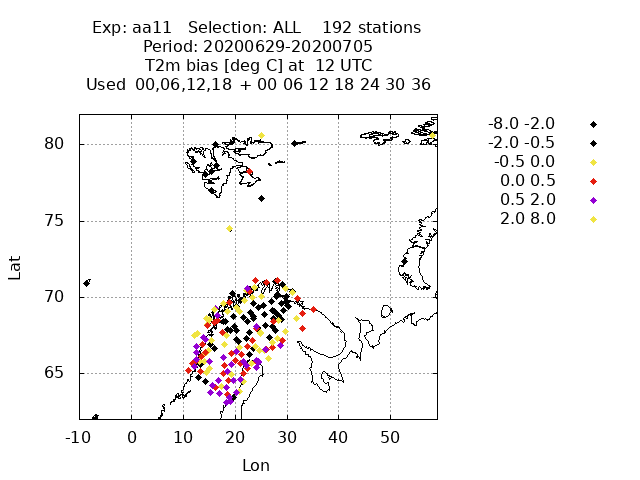 Exp: aa11 Selection: ALL 192 stations
Period: 20200629-20200705
T2m bias [deg C] at 12 UTC
Used 00,06,12,18 + 00 06 12 18 24 30 36
-8.0 -2.0
-2.0 -0.5
-0.5 0.0
0.0 0.5
0.5 2.0
2.0 8.0
80
75
70
65
Lat
-10 0 10 20 30 40 50
Lon